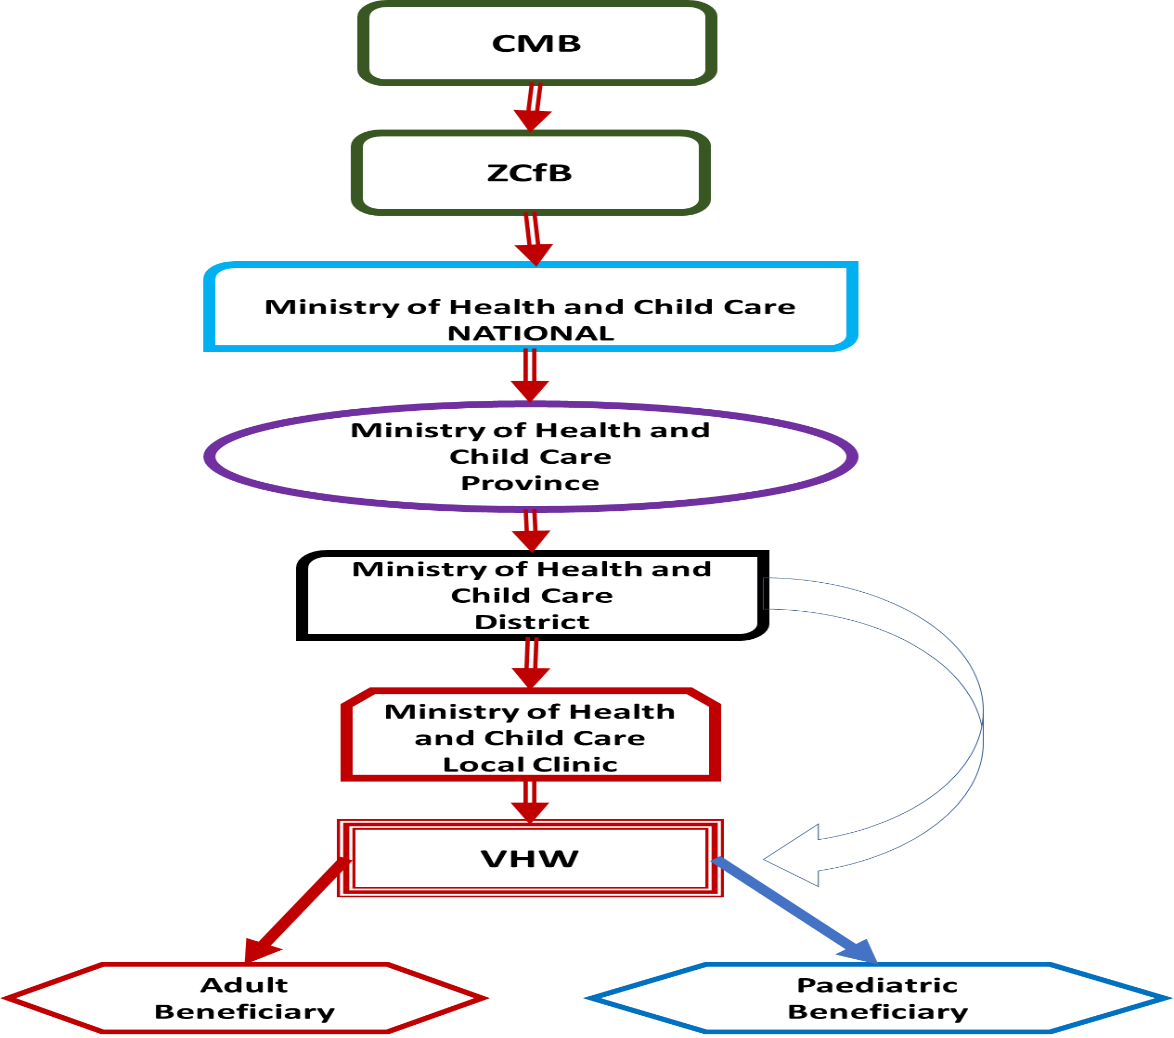 CMB
ZCfB
Ministry of Health and Child Care
NATIONAL
Ministry of Health and
Child Care
Province
Ministry of Health and
Child Care
District
Ministry of Health
and Child Care
Local Clinic
VHW
Adult
Beneficiary
Paediatric
Beneficiary